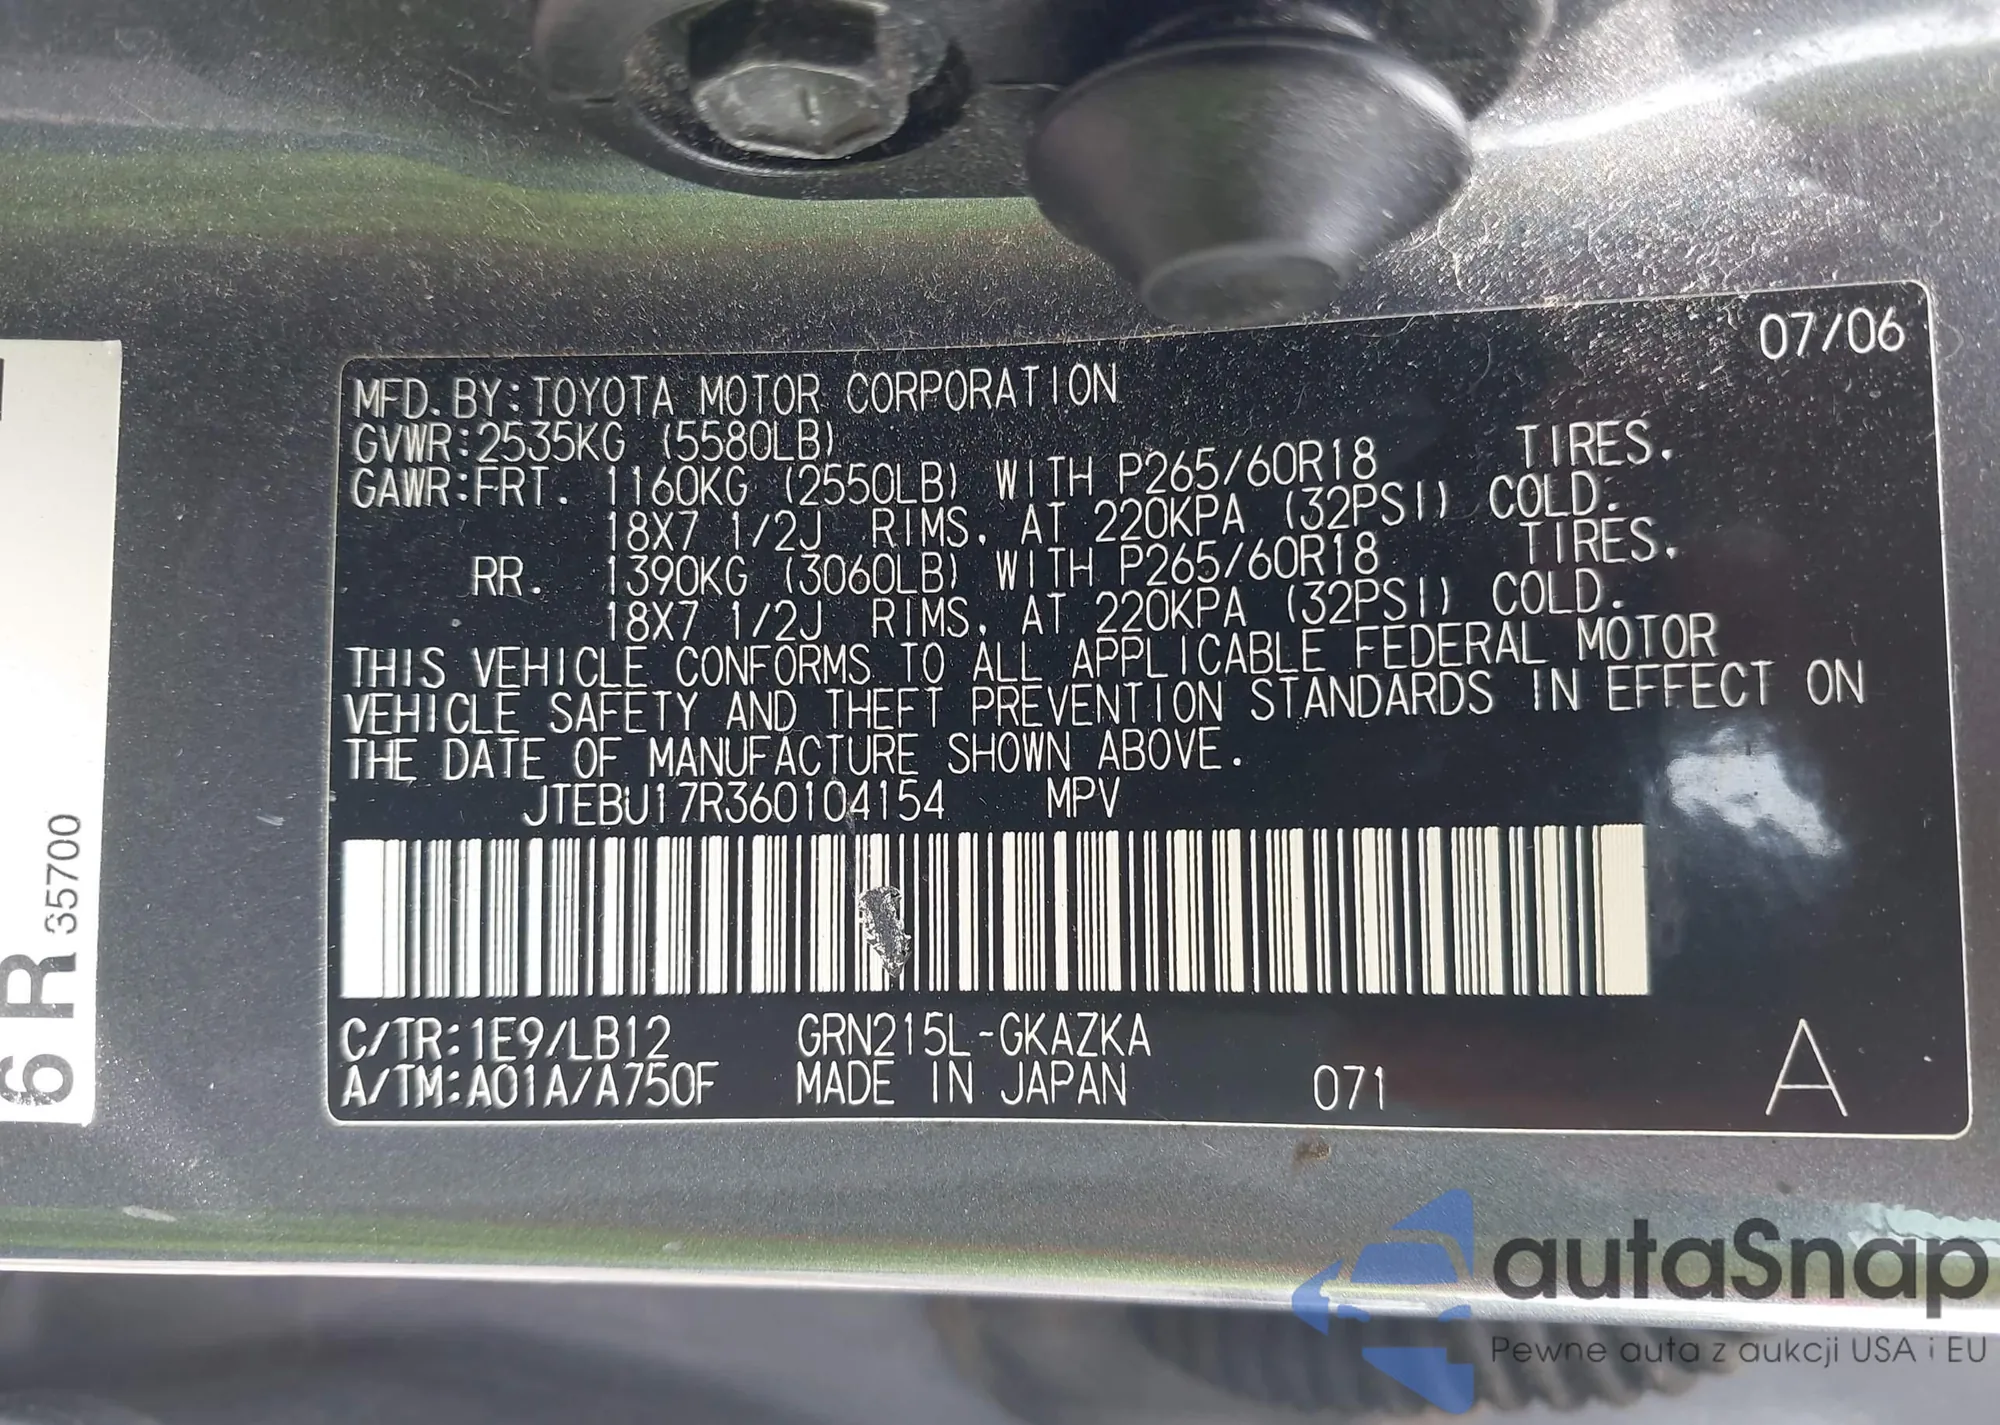 07/06
MFD. BY: TOYOTA MOTOR CORPORATION
GVWR: 2535KG (5580LB)
GAWR: FRT. 1160KG (2550LB) WITH P265/60R18 TIRES.
18X7 1/2J RIMS, AT 220KPA (32PSI) COLD.
RR. 1390KG (3060LB) WITH P265/60R18 TIRES.
18X7 1/2J RIMS, AT 220KPA (32PSI) COLD.
THIS VEHICLE CONFORMS TO ALL APPLICABLE FEDERAL MOTOR
VEHICLE SAFETY AND THEFT PREVENTION STANDARDS IN EFFECT ON
THE DATE OF MANUFACTURE SHOWN ABOVE.
JTEBU17R360104154 MPV
C/TR: 1E9/LB12 GRN215L-GKAZKA
A/TM: A01A/A750F MADE IN JAPAN 071 A
6 R 35700
autaSnap
Pewne auta z aukcji USA i EU